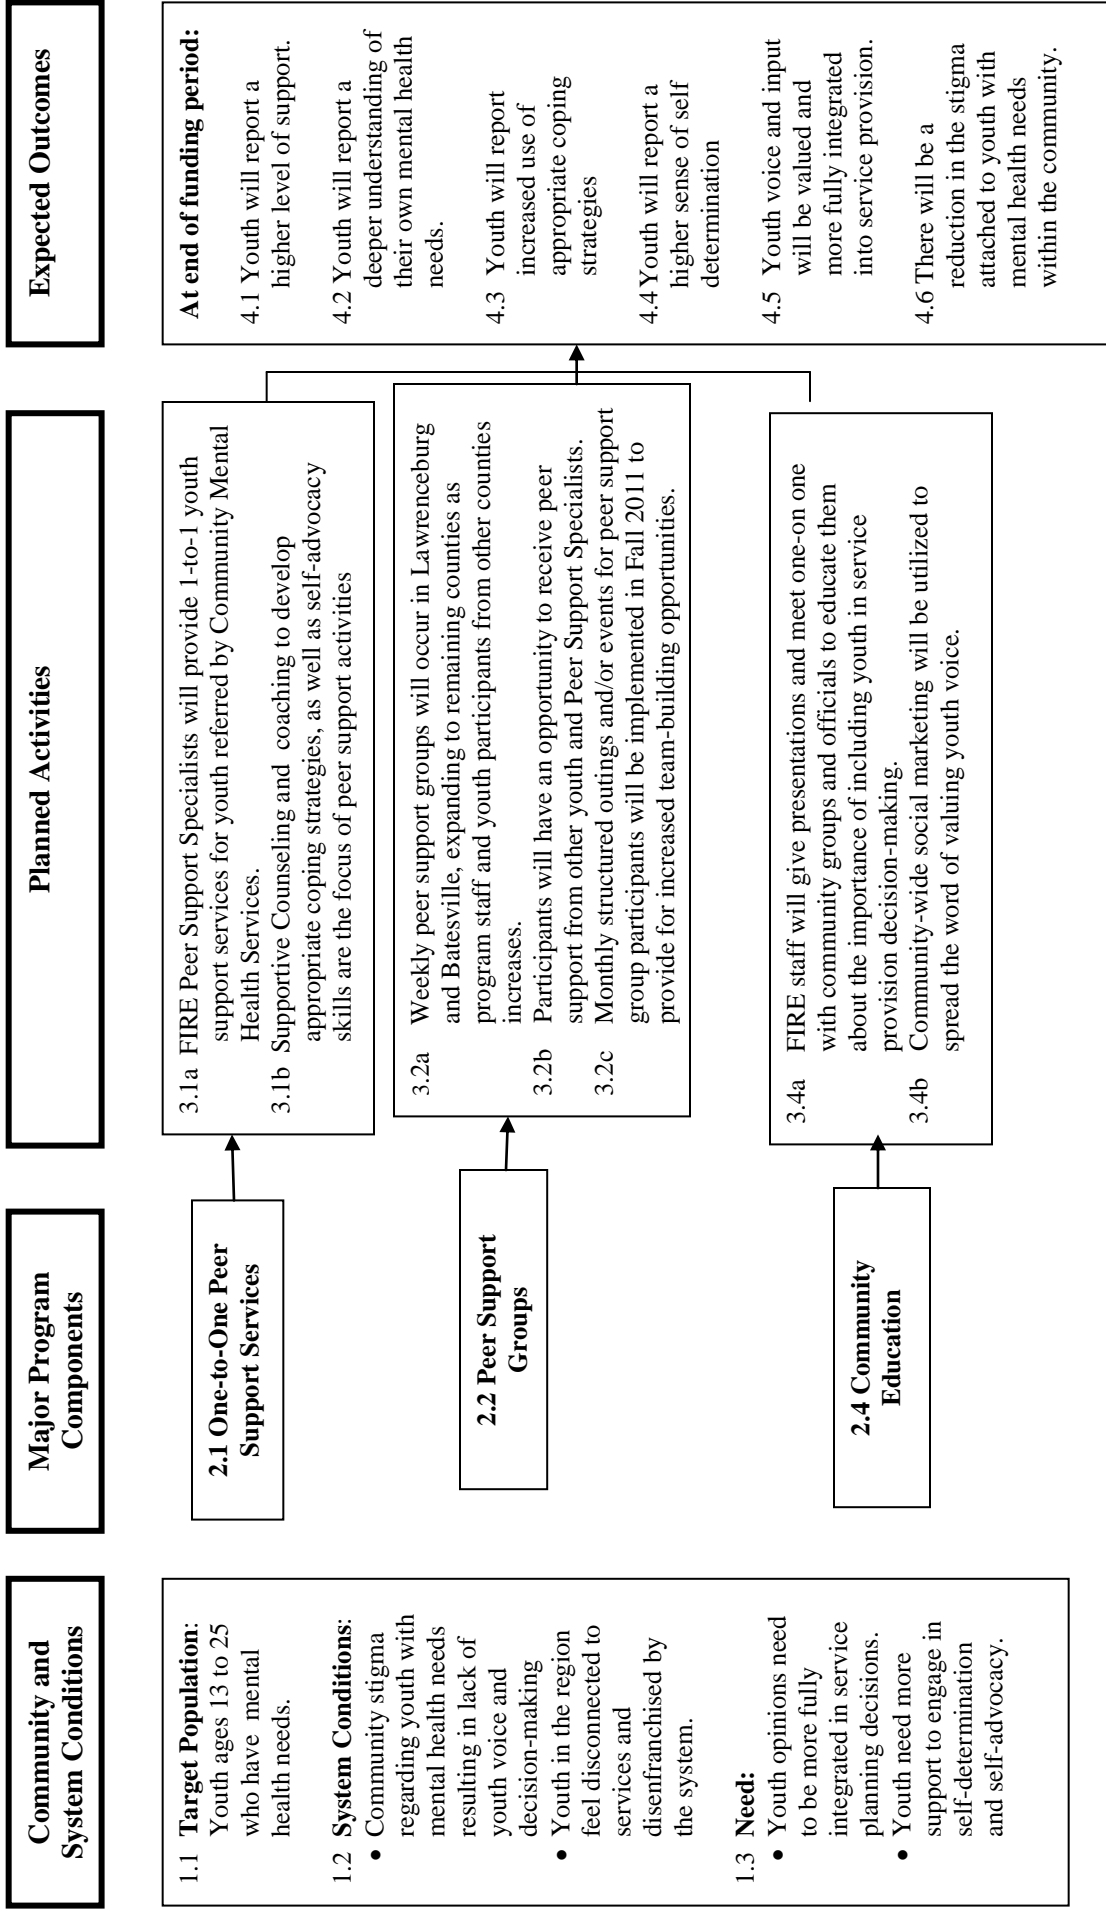 Community and
System Conditions
1.1 Target Population:
Youth ages 13 to 25
who have mental
health needs.
1.2 System Conditions:
• Community stigma
regarding youth with
mental health needs
resulting in lack of
youth voice and
decision-making
• Youth in the region
feel disconnected to
services and
disenfranchised by
the system.
1.3 Need:
• Youth opinions need
to be more fully
integrated in service
planning decisions.
• Youth need more
support to engage in
self-determination
and self-advocacy.
Major Program
Components
2.1 One-to-One Peer
Support Services
2.2 Peer Support
Groups
2.4 Community
Education
Planned Activities
3.1a FIRE Peer Support Specialists will provide 1-to-1 youth
support services for youth referred by Community Mental
Health Services.
3.1b Supportive Counseling and coaching to develop
appropriate coping strategies, as well as self-advocacy
skills are the focus of peer support activities
3.2a Weekly peer support groups will occur in Lawrenceburg
and Batesville, expanding to remaining counties as
program staff and youth participants from other counties
increases.
3.2b Participants will have an opportunity to receive peer
support from other youth and Peer Support Specialists.
3.2c Monthly structured outings and/or events for peer support
group participants will be implemented in Fall 2011 to
provide for increased team-building opportunities.
3.4a FIRE staff will give presentations and meet one-on one
with community groups and officials to educate them
about the importance of including youth in service
provision decision-making.
3.4b Community-wide social marketing will be utilized to
spread the word of valuing youth voice.
Expected Outcomes
At end of funding period:
4.1 Youth will report a
higher level of support.
4.2 Youth will report a
deeper understanding of
their own mental health
needs.
4.3 Youth will report
increased use of
appropriate coping
strategies
4.4 Youth will report a
higher sense of self
determination
4.5 Youth voice and input
will be valued and
more fully integrated
into service provision.
4.6 There will be a
reduction in the stigma
attached to youth with
mental health needs
within the community.